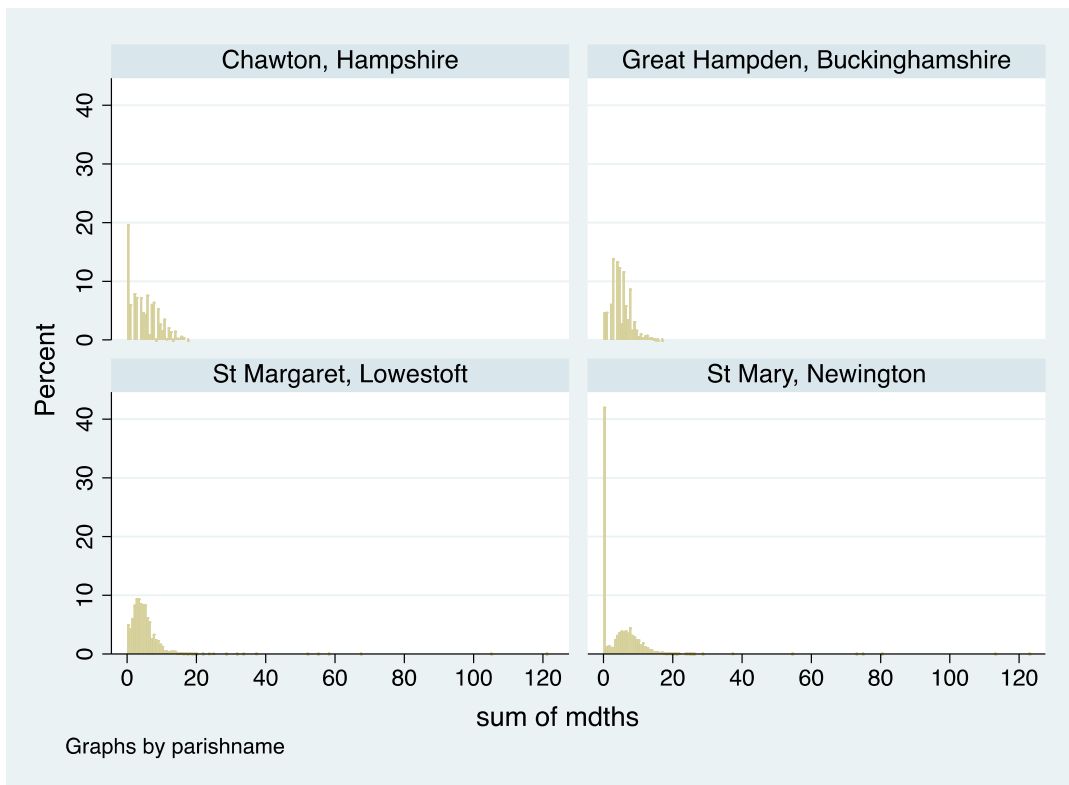 Chawton, Hampshire
Great Hampden, Buckinghamshire
40
30
20
10
0
St Margaret, Lowestoft
St Mary, Newington
Percent
40
30
20
10
0
0 20 40 60 80 100 120
0 20 40 60 80 100 120
sum of mdths
Graphs by parishname